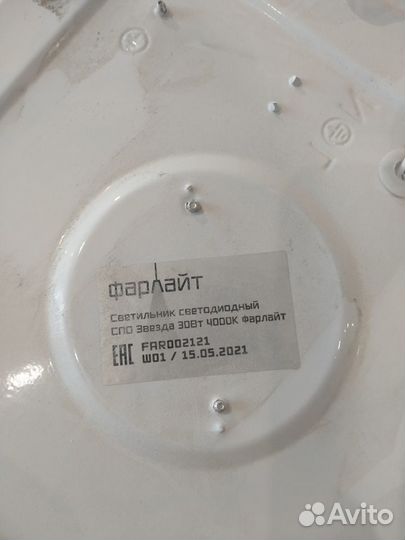 N
L
фарлайт
Светильник светодиодный
СПО Звезда 30Вт 4000К Фарлайт
EAC FAR002121
W01 / 15.05.2021
Avito